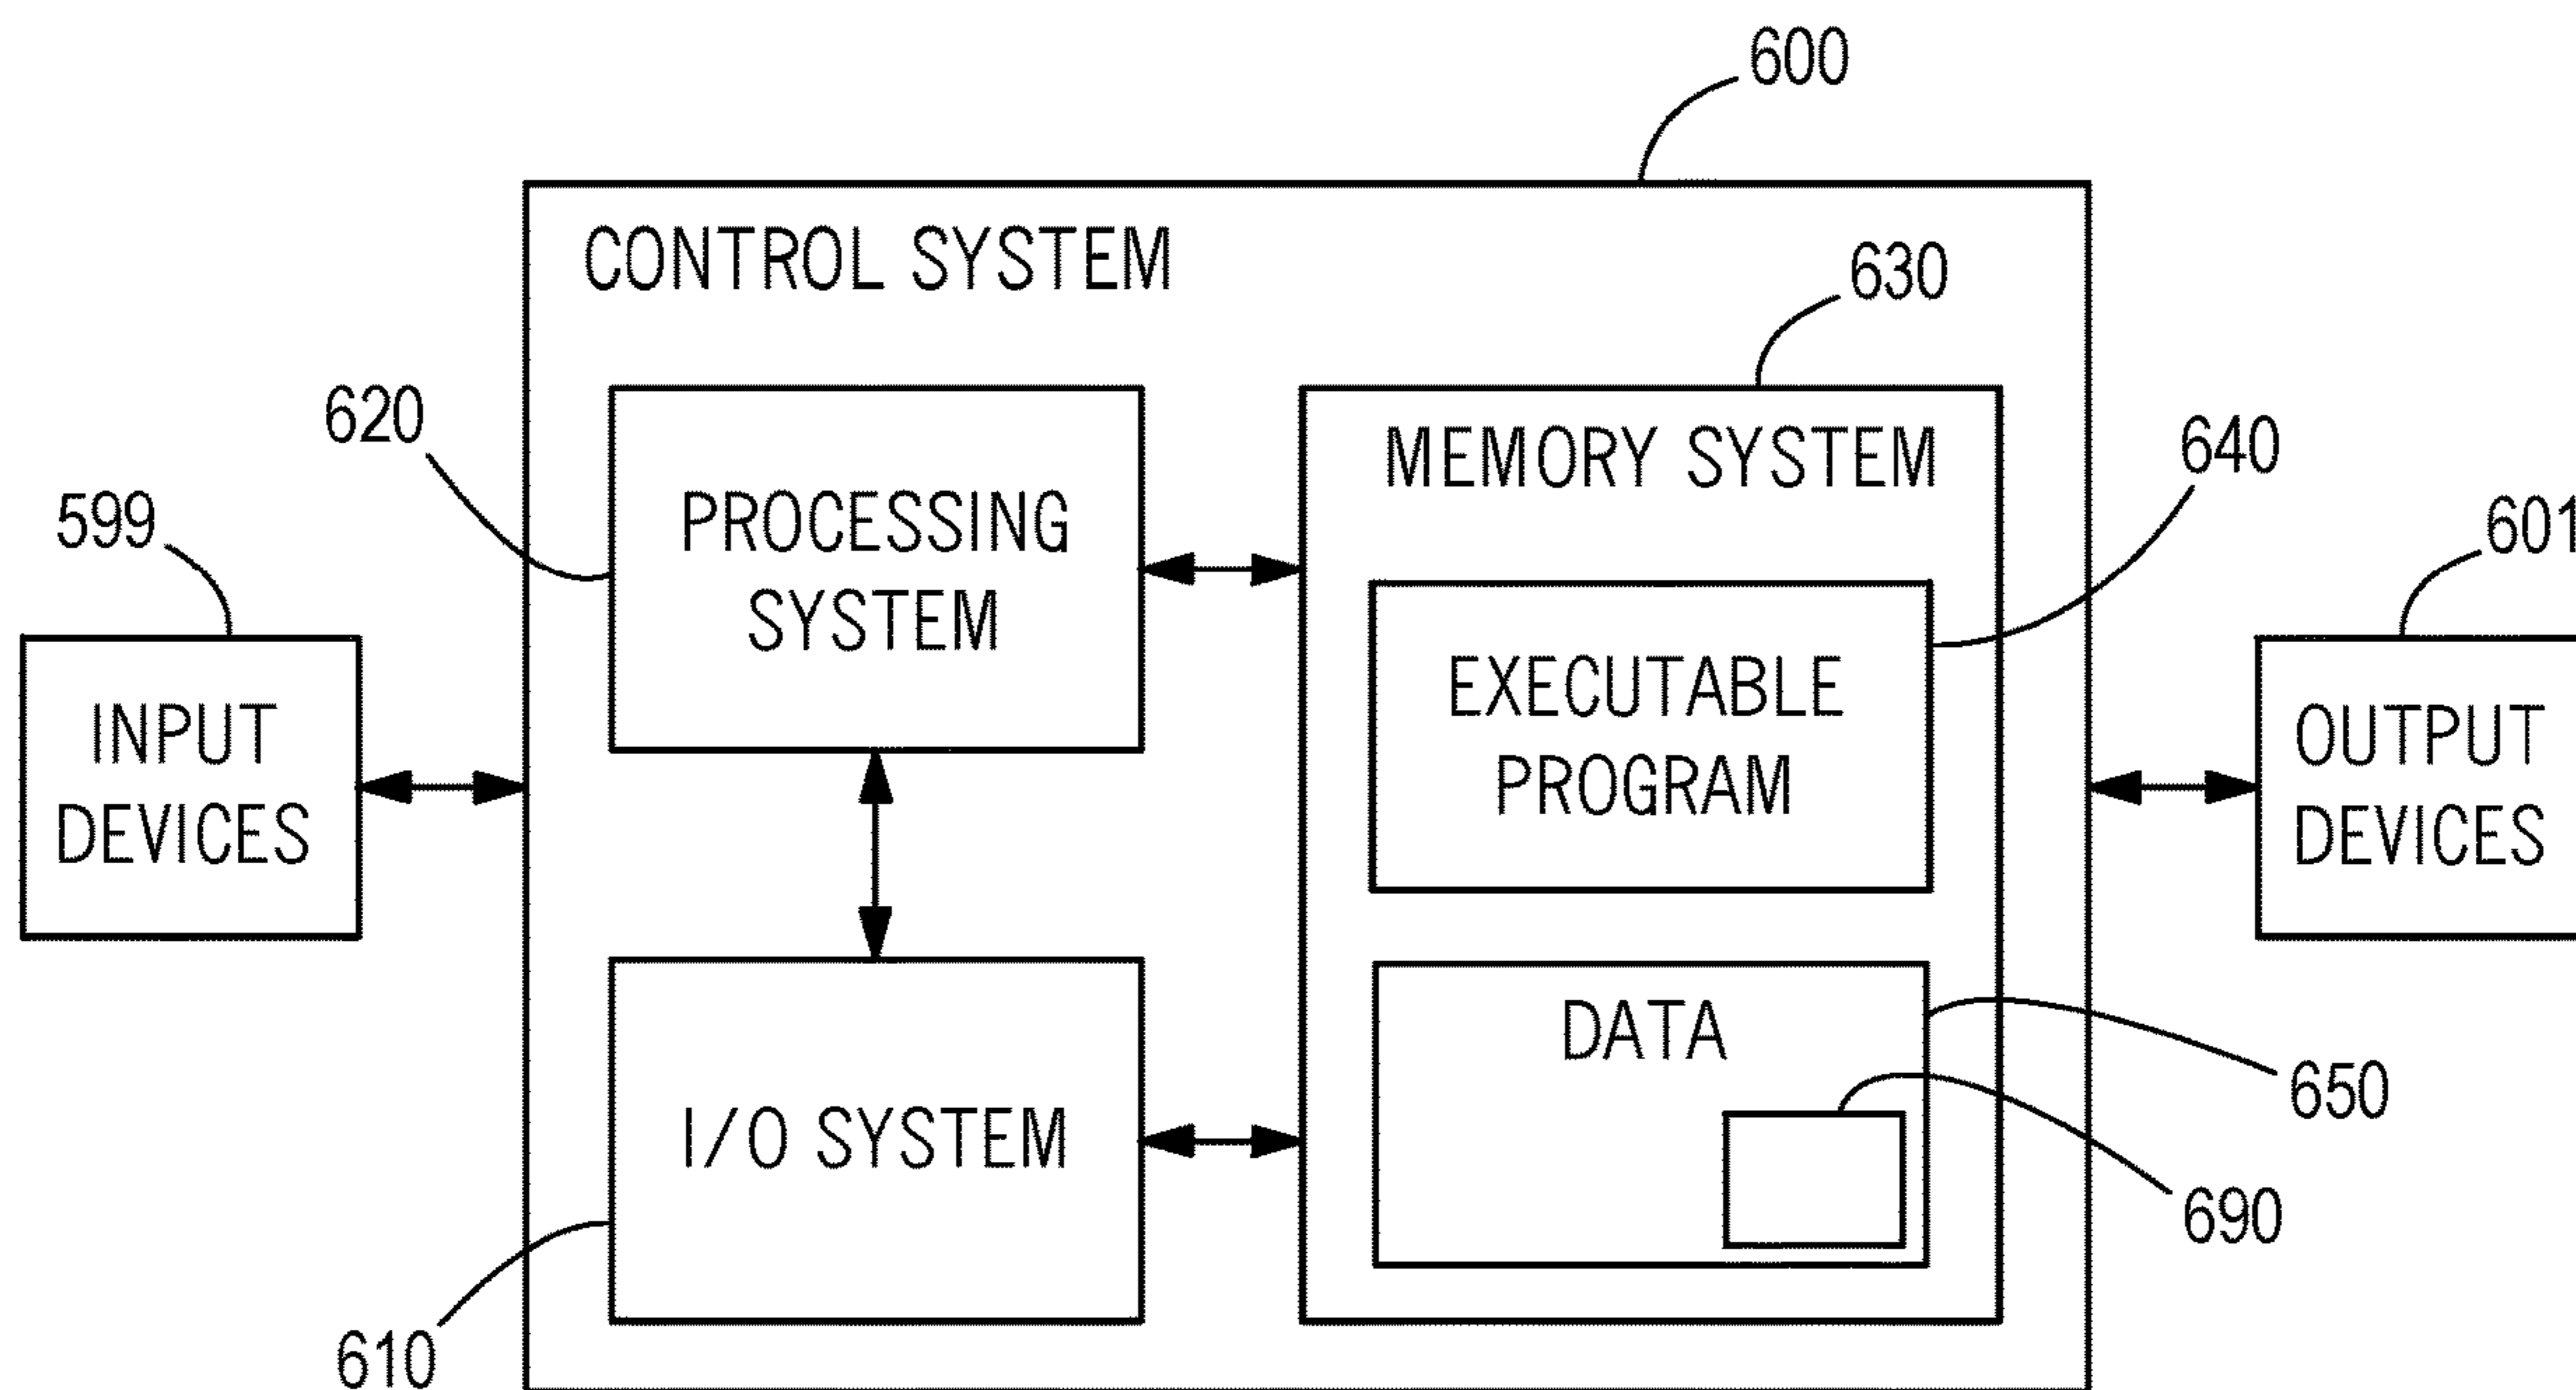 600
CONTROL SYSTEM
630
620
MEMORY SYSTEM
640
PROCESSING
SYSTEM
599
601
EXECUTABLE
PROGRAM
INPUT
DEVICES
OUTPUT
DEVICES
DATA
650
I/O SYSTEM
690
610